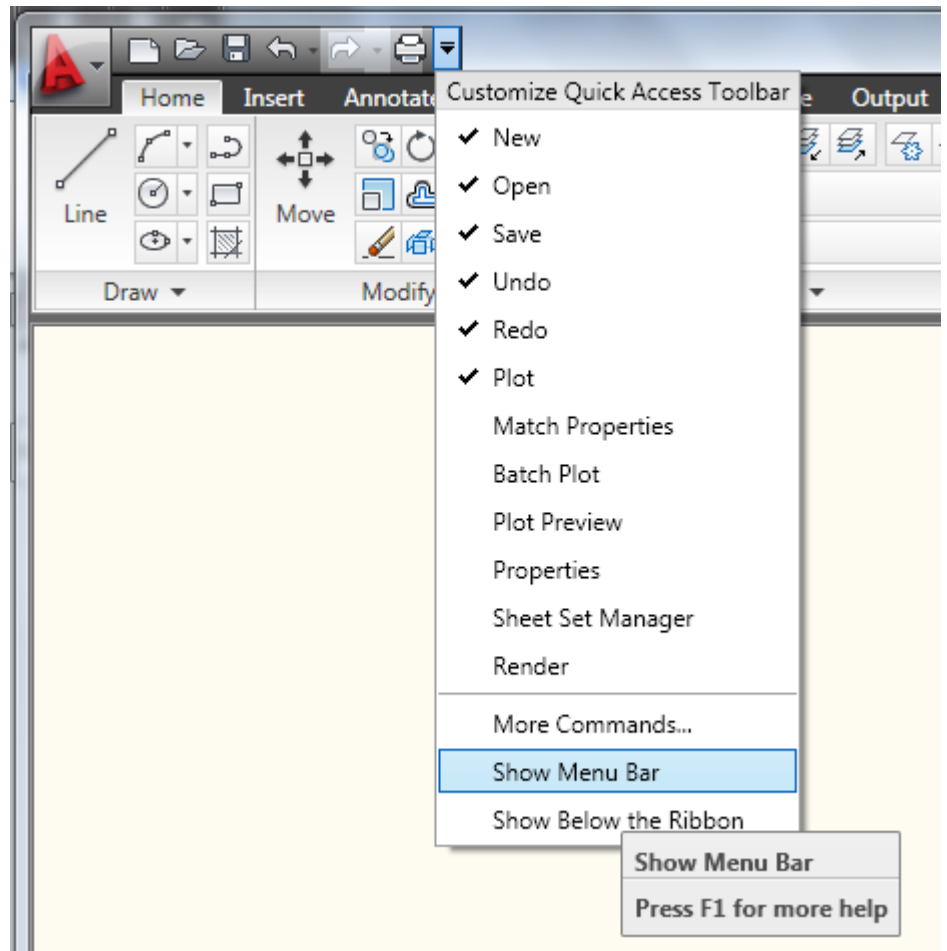 Home Insert Annotate e Output
Customize Quick Access Toolbar
New
Open
Save
Undo
Redo
Plot
Match Properties
Batch Plot
Plot Preview
Properties
Sheet Set Manager
Render
More Commands...
Show Menu Bar
Show Below the Ribbon
Show Menu Bar
Press F1 for more help
Line
Move
Draw
Modify